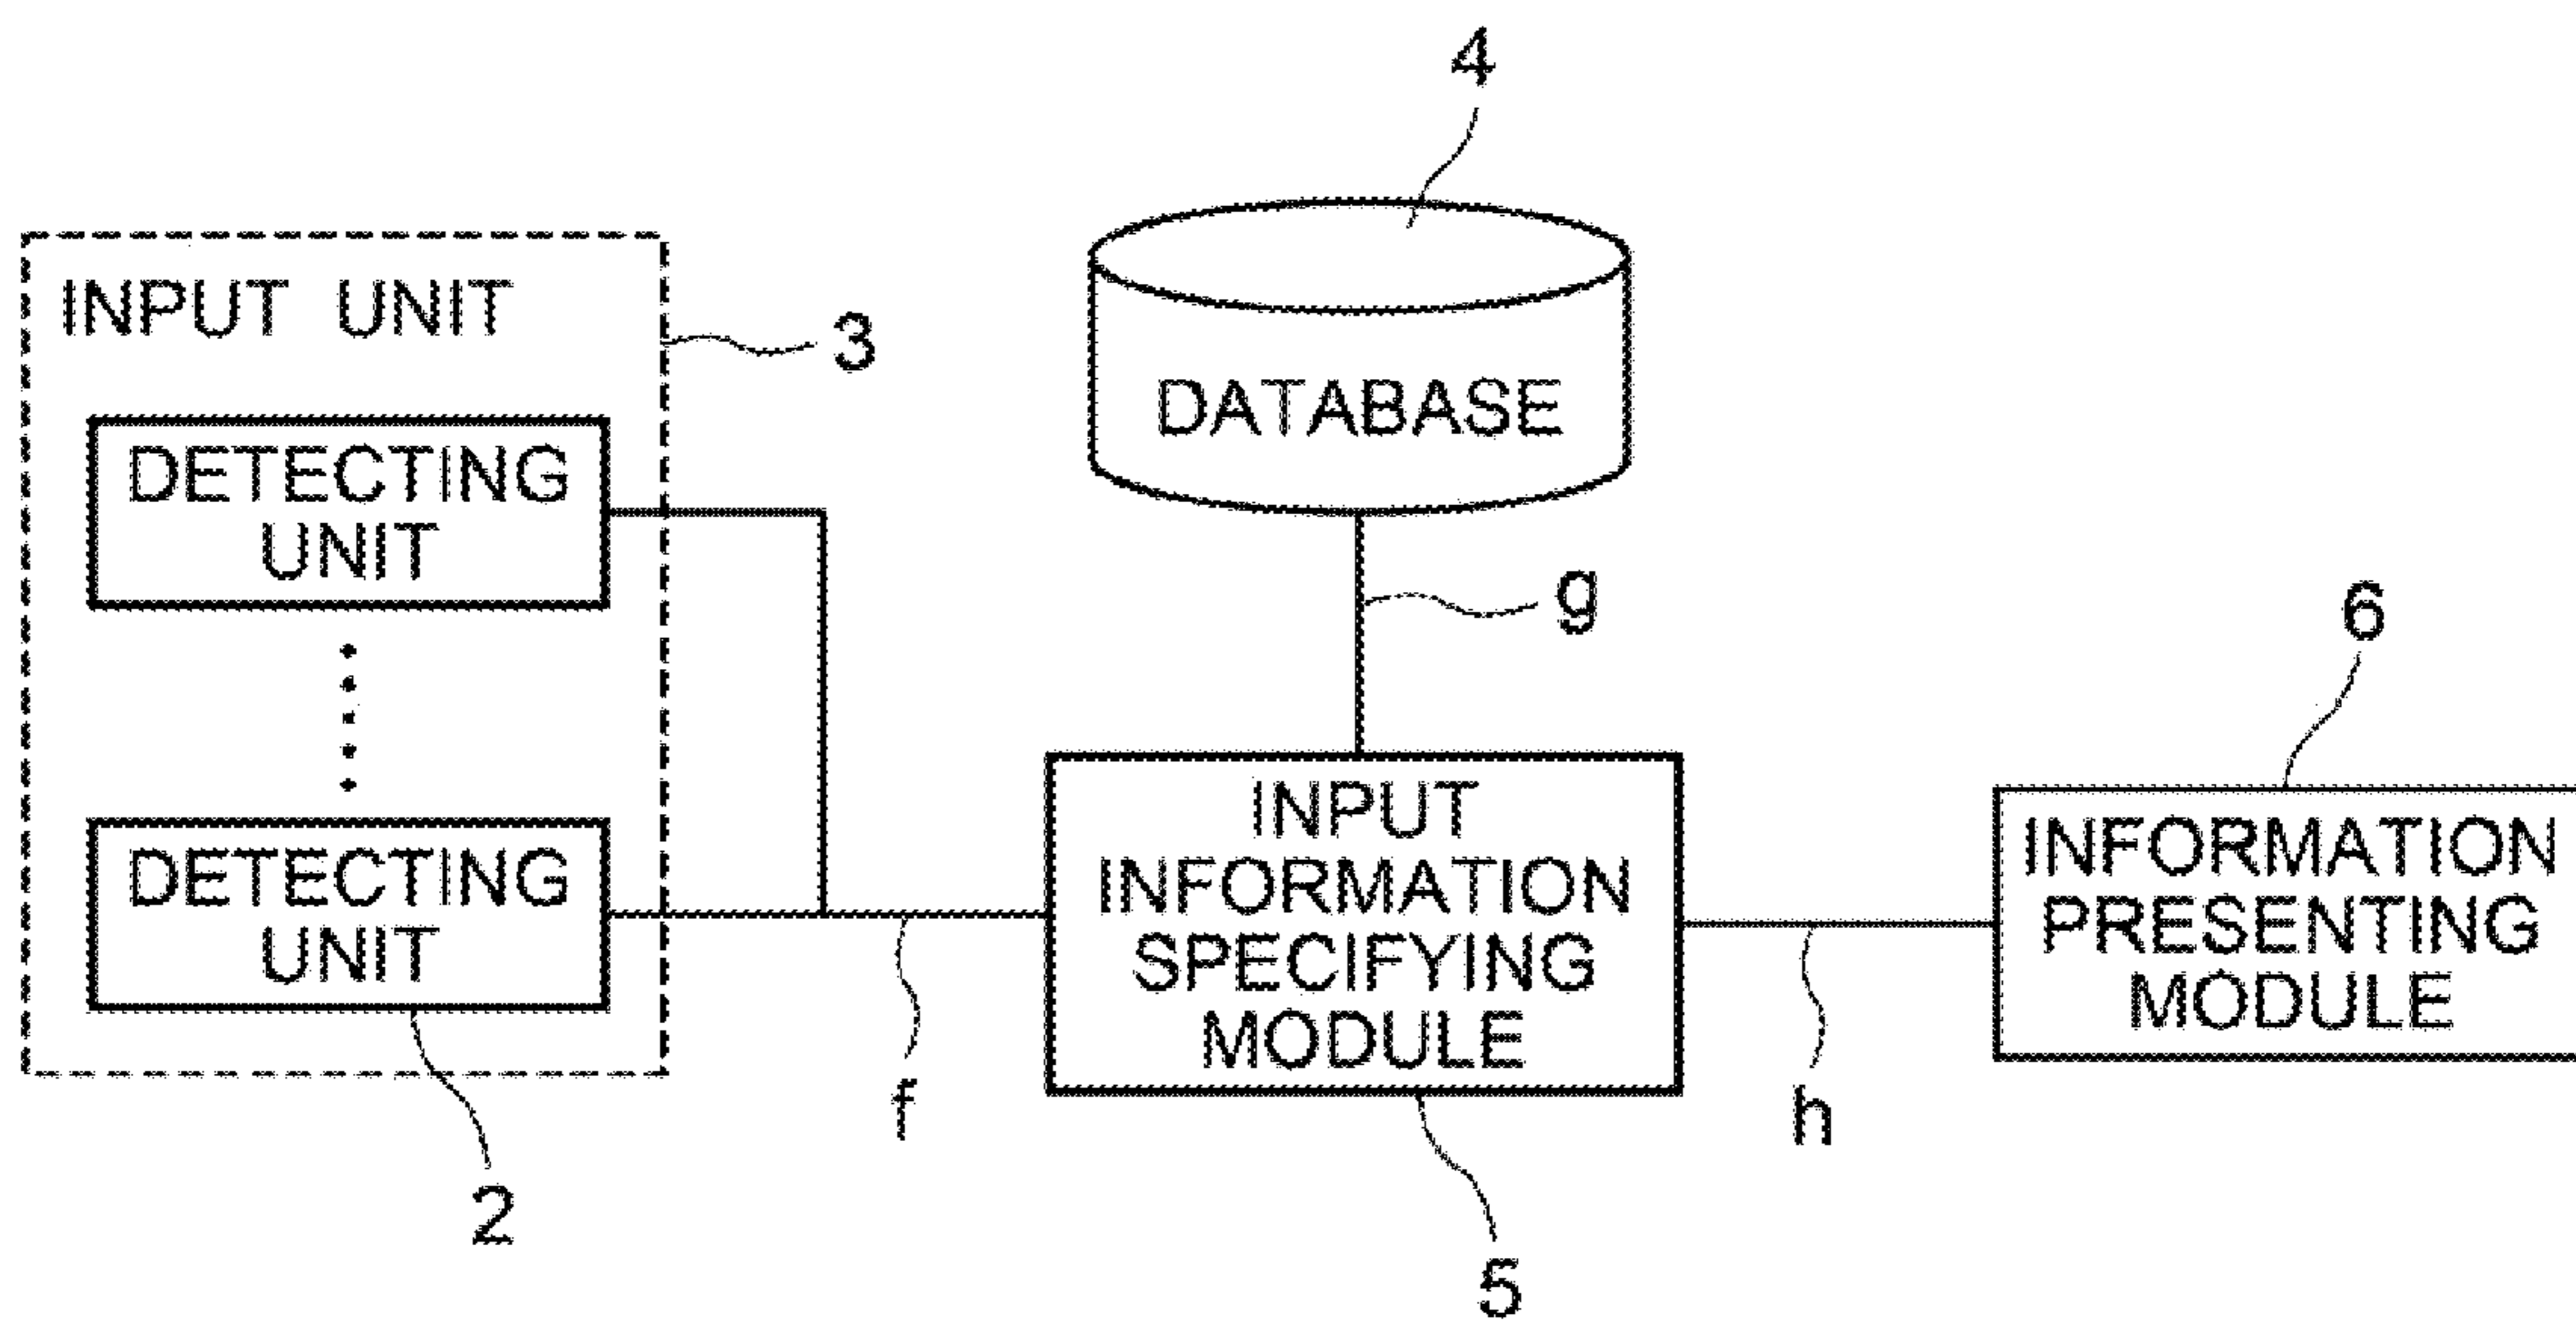 4
INPUT UNIT
3
DATABASE
DETECTING
UNIT
g
6
DETECTING
UNIT
INPUT
INFORMATION
SPECIFYING
MODULE
INFORMATION
PRESENTING
MODULE
f
h
2
5